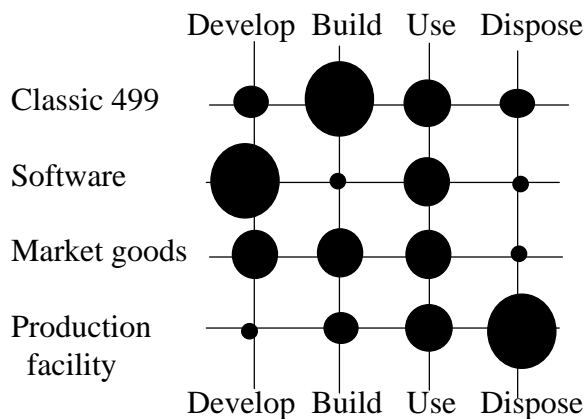 Develop Build Use Dispose
Classic 499
Software
Market goods
Production
facility
Develop Build Use Dispose